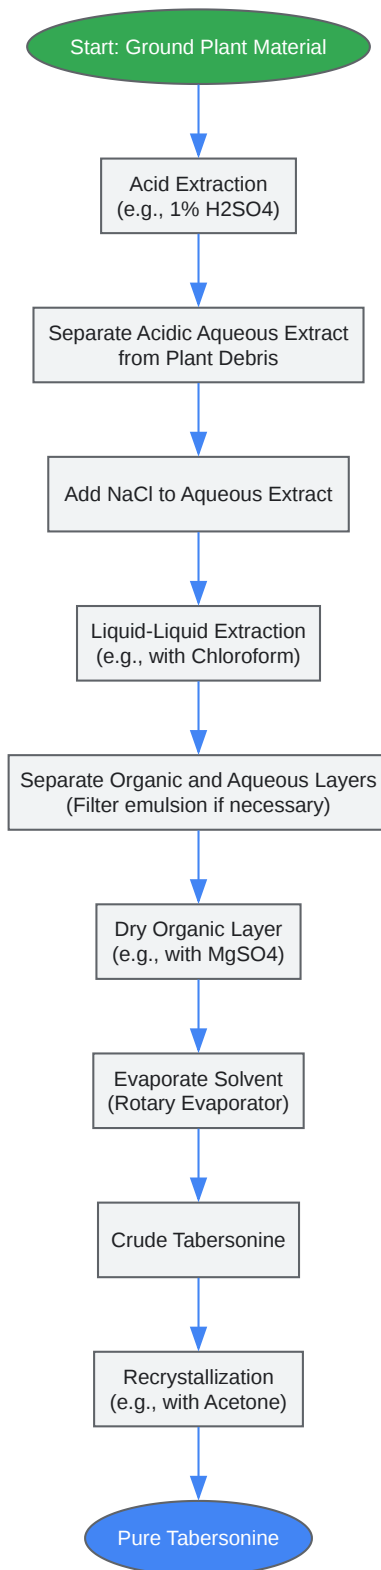 Start: Ground Plant Material
Acid Extraction
(e.g., 1% H2SO4)
Separate Acidic Aqueous Extract
from Plant Debris
Add NaCl to Aqueous Extract
Liquid-Liquid Extraction
(e.g., with Chloroform)
Separate Organic and Aqueous Layers
(Filter emulsion if necessary)
Dry Organic Layer
(e.g., with MgSO4)
Evaporate Solvent
(Rotary Evaporator)
Crude Tabersonine
Recrystallization
(e.g., with Acetone)
Pure Tabersonine